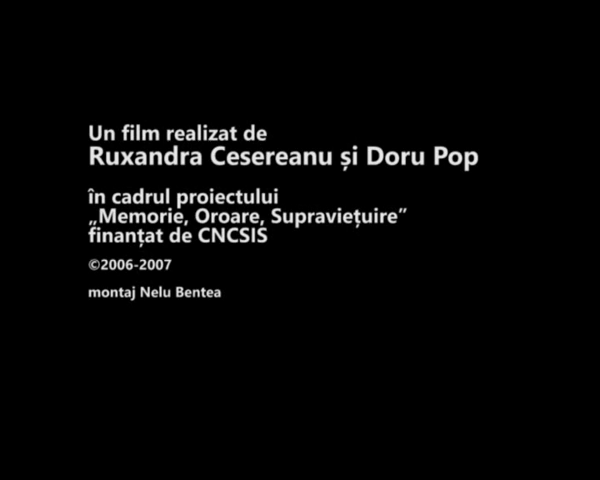 Un film realizat de
Ruxandra Cesereanu și Doru Pop
în cadrul proiectului
„Memorie, Oroare, Supraviețuire”
finanțat de CNCSIS
©2006-2007
montaj Nelu Bentea